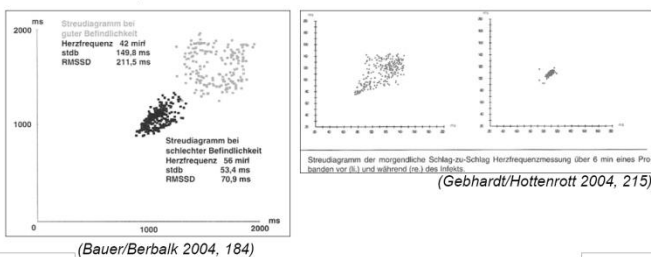 ms
2000
Streudiagramm bei
guter Befindlichkeit
Herzfrequenz 42 mirl
stdb 149,8 ms
RMSSD 211,5 ms
1000
Streudiagramm bei
schlechter Befindlichkeit
Herzfrequenz 56 mirl
stdb 53,4 ms
RMSSD 70,9 ms
ms
0
1000
2000
(Bauer/Berbalk 2004, 184)
Streudiagramm der morgendliche Schlag-zu-Schlag Herzfrequenzmessung über 6 min eines Pro
banden vor (li.) und während (re.) des Infekts.
(Gebhardt/Hottenrott 2004, 215)